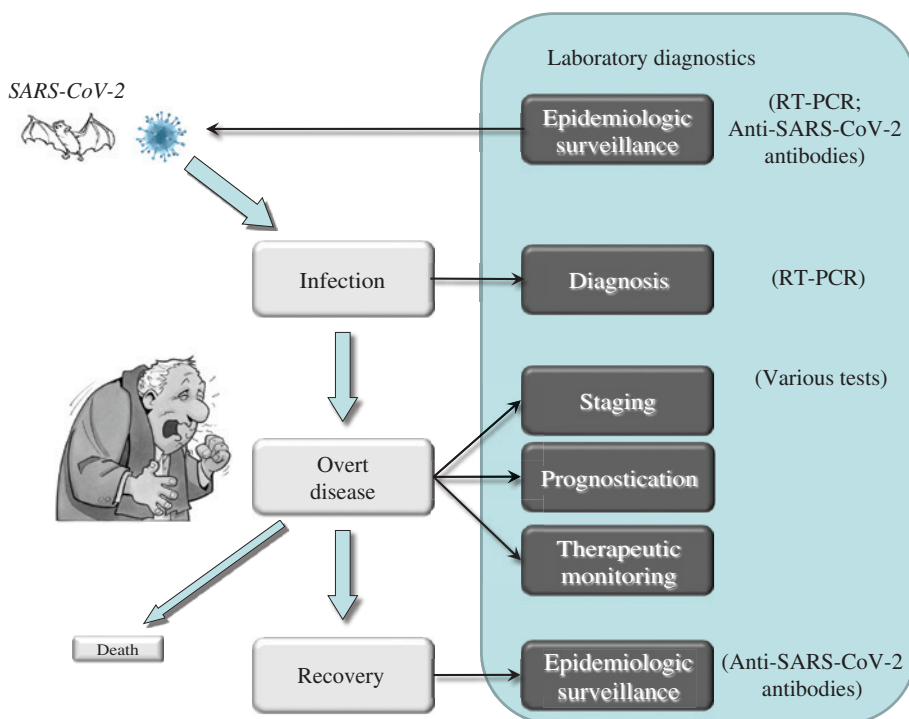 Laboratory diagnostics
SARS-CoV-2
Epidemiologic
surveillance
(RT-PCR;
Anti-SARS-CoV-2
antibodies)
Infection
Diagnosis
(RT-PCR)
Staging
(Various tests)
Overt
disease
Prognostication
Therapeutic
monitoring
Death
Recovery
Epidemiologic
surveillance
(Anti-SARS-CoV-2
antibodies)